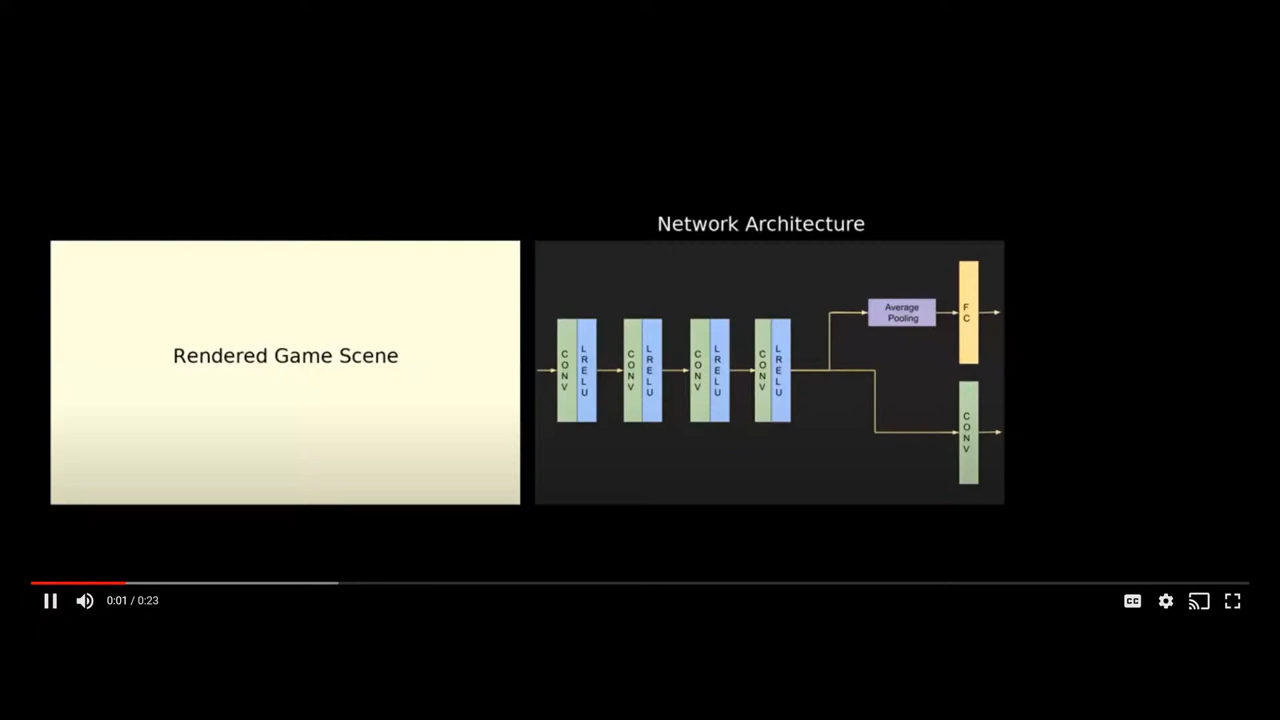 Network Architecture
Rendered Game Scene
CONV
LRELU
CONV
LRELU
CONV
LRELU
CONV
LRELU
Average
Pooling
FC
CONV
0:01 / 0:23
CC